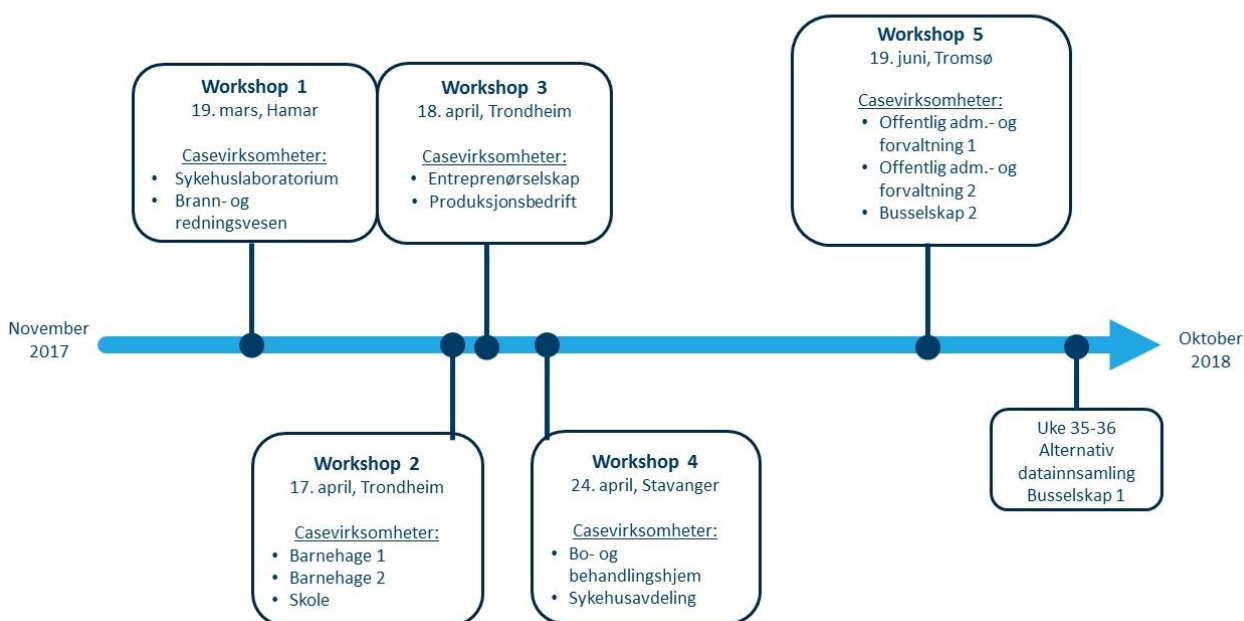 November
2017
Workshop 1
19. mars, Hamar
Casevirksomheter:
• Sykehuslaboratorium
• Brann- og
redningsvesen
Workshop 2
17. april, Trondheim
Casevirksomheter:
• Barnehage 1
• Barnehage 2
• Skole
Workshop 3
18. april, Trondheim
Casevirksomheter:
• Entreprenørselskap
• Produksjonsbedrift
Workshop 4
24. april, Stavanger
Casevirksomheter:
• Bo- og
behandlingshjem
• Sykehusavdeling
Workshop 5
19. juni, Tromsø
Casevirksomheter:
• Offentlig adm.- og
forvaltning 1
• Offentlig adm.- og
forvaltning 2
• Busselskap 2
Uke 35-36
Alternativ
datainnsamling
Busselskap 1
Oktober
2018